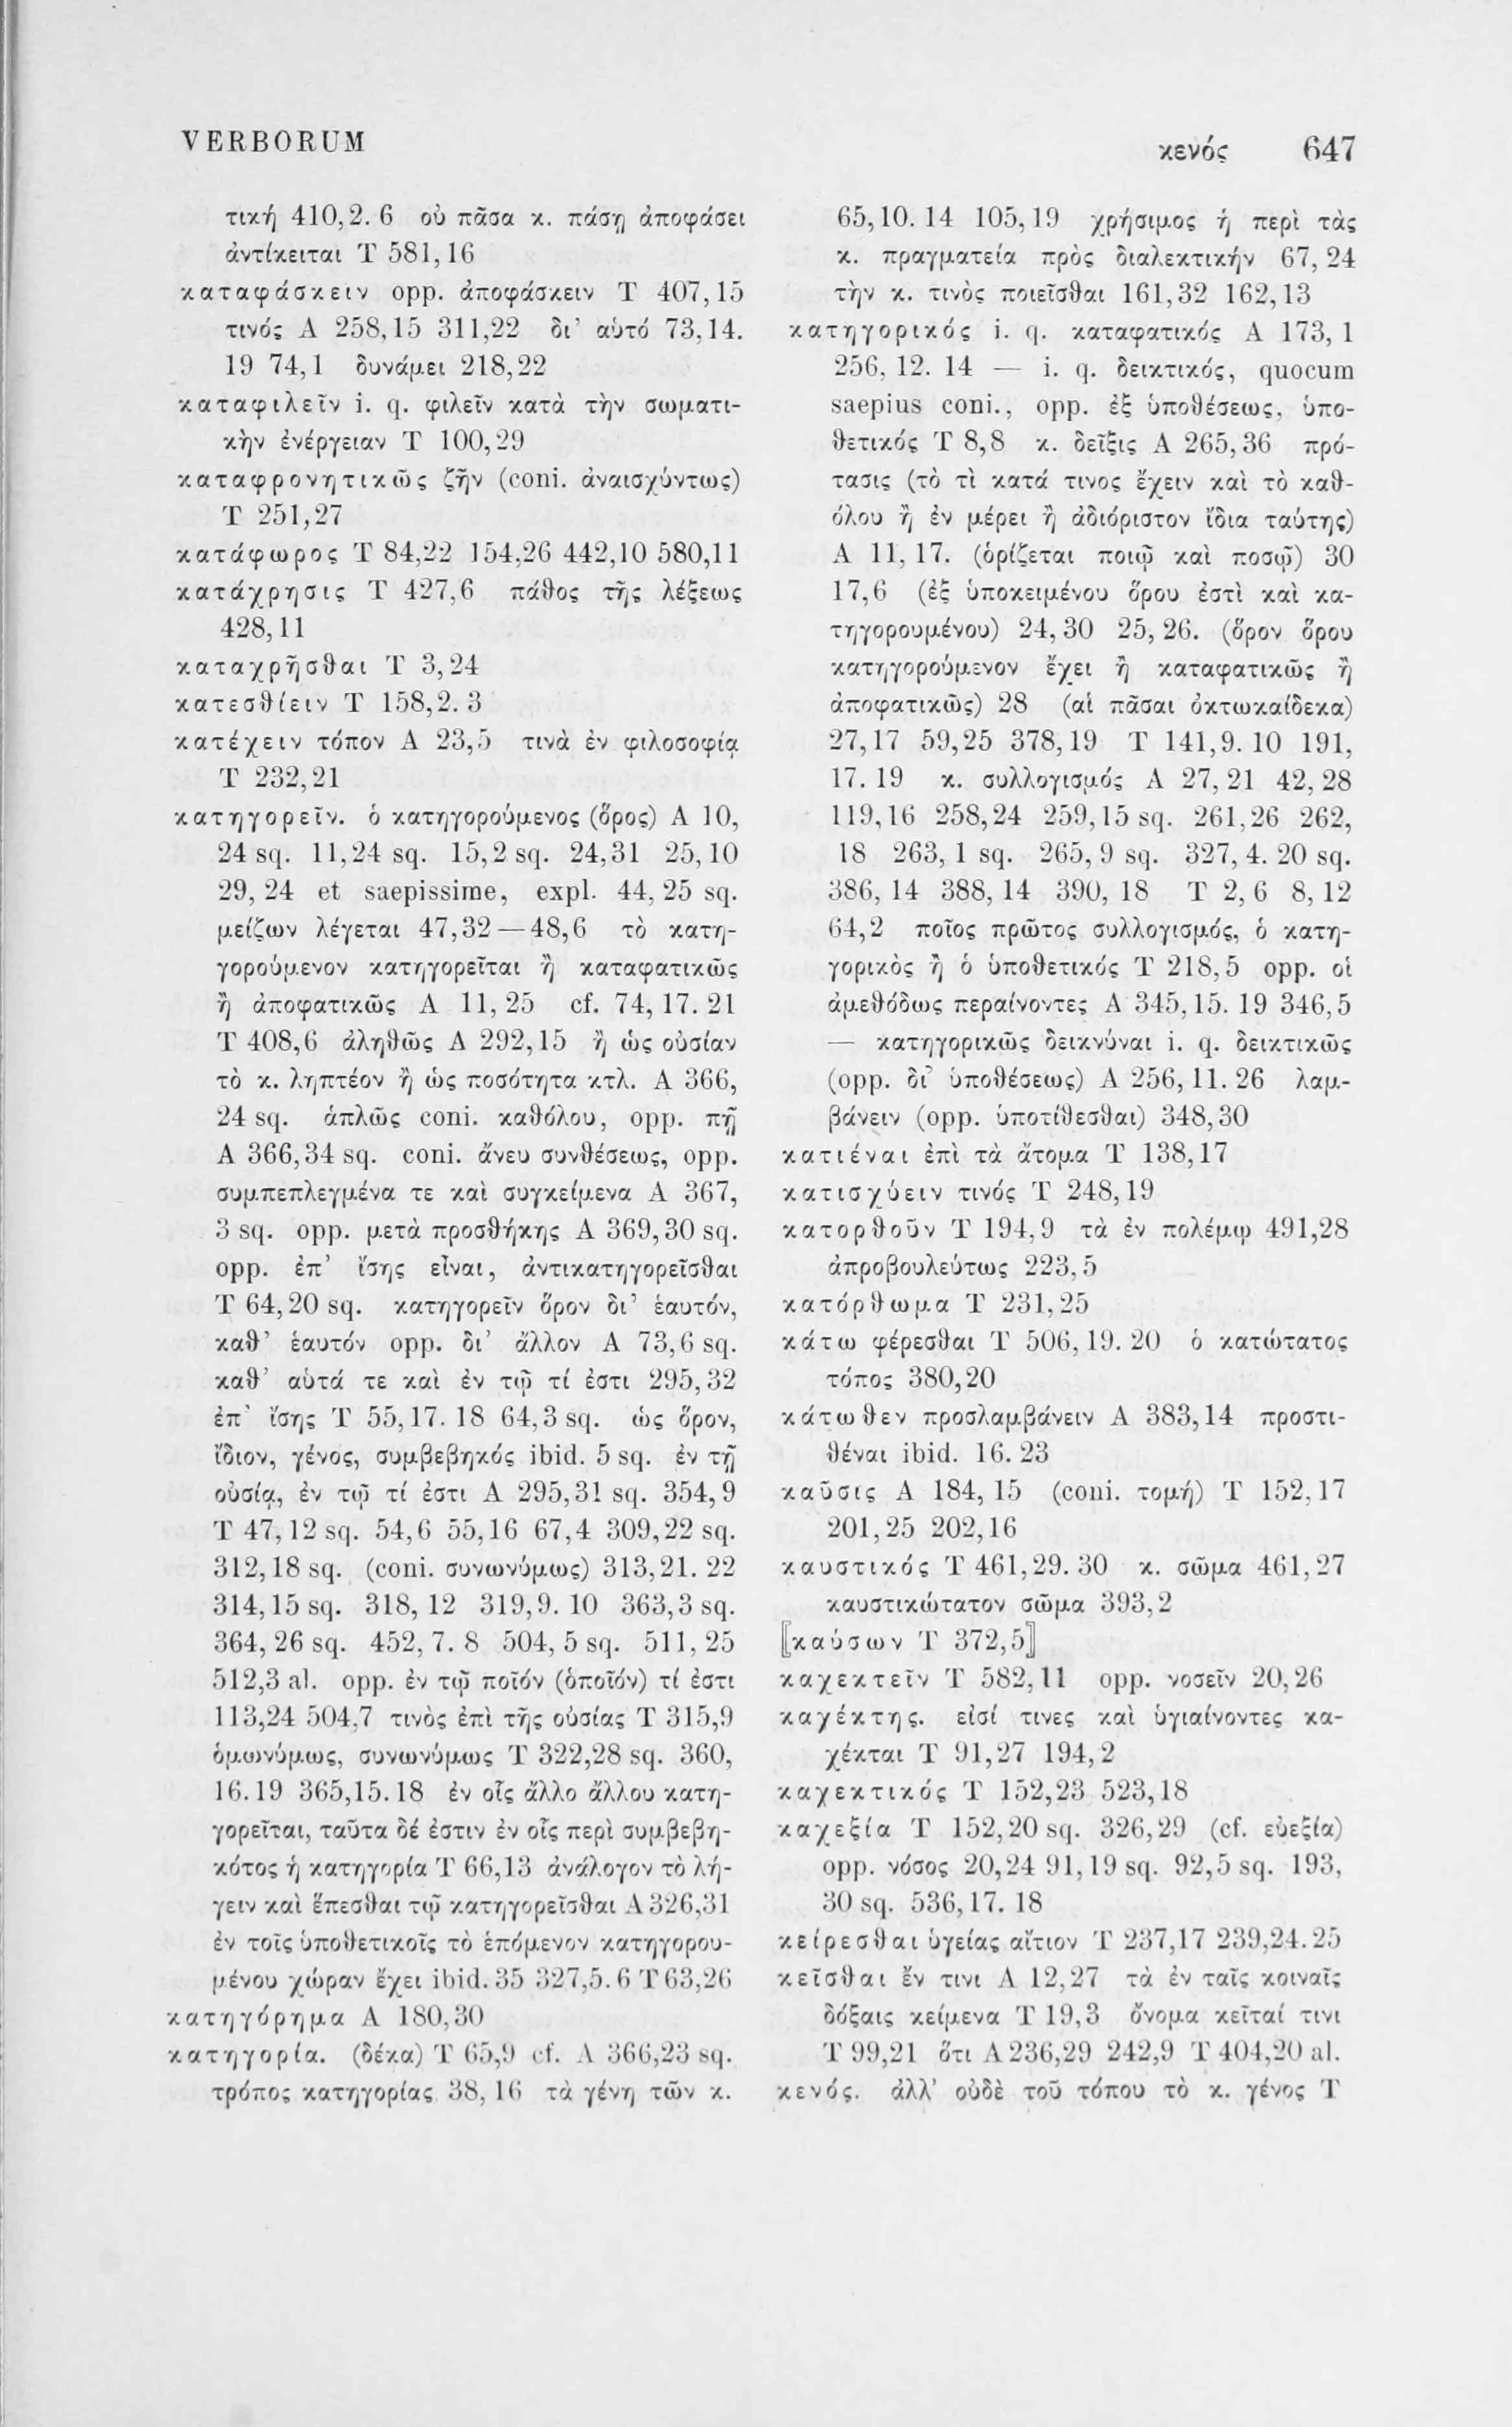 VERBORUM
κενός 647
τική 410,2. 6 οὐ πᾶσα κ. πάσῃ ἀποφάσει
ἀντίκειται T 581,16
καταφάσκειν opp. ἀποφάσκειν T 407,15
τινός A 258,15 311,22 δι’ αὑτό 73,14.
19 74,1 δυνάμει 218,22
καταφιλεῖν i. q. φιλεῖν κατὰ τὴν σωματι-
κὴν ἐνέργειαν T 100,29
καταφρονητικῶς ζῆν (coni. ἀναισχύντως)
T 251,27
κατάφωρος T 84,22 154,26 442,10 580,11
κατάχρησις T 427,6 πάθος τῆς λέξεως
428,11
καταχρῆσθαι T 3,24
κατεσθίειν T 158,2. 3
κατέχειν τόπον A 23,5 τινὰ ἐν φιλοσοφίᾳ
T 232,21
κατηγορεῖν. ὁ κατηγορούμενος (ὅρος) A 10,
24 sq. 11,24 sq. 15,2 sq. 24,31 25,10
29, 24 et saepissime, expl. 44, 25 sq.
μείζων λέγεται 47,32 — 48,6 τὸ κατη-
γορούμενον κατηγορεῖται ἢ καταφατικῶς
ἢ ἀποφατικῶς A 11, 25 cf. 74, 17. 21
T 408,6 ἀληθῶς A 292,15 ἢ ὡς οὐσίαν
τὸ κ. ληπτέον ἢ ὡς ποσότητα κτλ. A 366,
24 sq. ἁπλῶς coni. καθόλου, opp. πῇ
A 366,34 sq. coni. ἄνευ συνθέσεως, opp.
συμπεπλεγμένα τε καὶ συγκείμενα A 367,
3 sq. opp. μετὰ προσθήκης A 369,30 sq.
opp. ἐπ’ ἴσης εἶναι, ἀντικατηγορεῖσθαι
T 64,20 sq. κατηγορεῖν ὅρον δι’ ἑαυτόν,
καθ’ ἑαυτόν opp. δι’ ἄλλον A 73,6 sq.
καθ’ αὑτά τε καὶ ἐν τῷ τί ἐστι 295,32
ἐπ’ ἴσης T 55,17. 18 64,3 sq. ὡς ὅρον,
ἴδιον, γένος, συμβεβηκός ibid. 5 sq. ἐν τῇ
οὐσίᾳ, ἐν τῷ τί ἐστι A 295,31 sq. 354,9
T 47,12 sq. 54,6 55,16 67,4 309,22 sq.
312,18 sq. (coni. συνωνύμως) 313,21. 22
314,15 sq. 318, 12 319,9. 10 363,3 sq.
364, 26 sq. 452, 7. 8 504, 5 sq. 511, 25
512,3 al. opp. ἐν τῷ ποῖόν (ὁποῖόν) τί ἐστι
113,24 504,7 τινὸς ἐπὶ τῆς οὐσίας T 315,9
ὁμωνύμως, συνωνύμως T 322,28 sq. 360,
16.19 365,15.18 ἐν οἷς ἄλλο ἄλλου κατη-
γορεῖται, ταῦτα δέ ἐστιν ἐν οἷς περὶ συμβεβη-
κότος ἡ κατηγορία T 66,13 ἀνάλογον τὸ λή-
γειν καὶ ἕπεσθαι τῷ κατηγορεῖσθαι A 326,31
ἐν τοῖς ὑποθετικοῖς τὸ ἑπόμενον κατηγορου-
μένου χώραν ἔχει ibid. 35 327,5. 6 T 63,26
κατηγόρημα A 180,30
κατηγορία. (δέκα) T 65,9 cf. A 366,23 sq.
τρόπος κατηγορίας 38, 16 τὰ γένη τῶν κ.
65,10. 14 105,19 χρήσιμος ἡ περὶ τὰς
κ. πραγματεία πρὸς διαλεκτικήν 67, 24
τὴν κ. τινὸς ποιεῖσθαι 161,32 162,13
κατηγορικός i. q. καταφατικός A 173, 1
256, 12. 14 — i. q. δεικτικός, quocum
saepius coni., opp. ἐξ ὑποθέσεως, ὑπο-
θετικός T 8,8 κ. δεῖξις A 265,36 πρό-
τασις (τὸ τὶ κατά τινος ἔχειν καὶ τὸ καθ-
όλου ἢ ἐν μέρει ἢ ἀδιόριστον ἴδια ταύτης)
A 11, 17. (ὁρίζεται ποιῷ καὶ ποσῷ) 30
17,6 (ἐξ ὑποκειμένου ὅρου ἐστὶ καὶ κα-
τηγορουμένου) 24, 30 25, 26. (ὅρον ὅρου
κατηγορούμενον ἔχει ἢ καταφατικῶς ἢ
ἀποφατικῶς) 28 (αἱ πᾶσαι ὀκτωκαίδεκα)
27,17 59,25 378,19 T 141,9. 10 191,
17. 19 κ. συλλογισμός A 27, 21 42, 28
119,16 258,24 259,15 sq. 261,26 262,
18 263, 1 sq. 265, 9 sq. 327, 4. 20 sq.
386, 14 388, 14 390, 18 T 2, 6 8, 12
64,2 ποῖος πρῶτος συλλογισμός, ὁ κατη-
γορικὸς ἢ ὁ ὑποθετικός T 218,5 opp. οἱ
ἀμεθόδως περαίνοντες A 345,15. 19 346,5
— κατηγορικῶς δεικνύναι i. q. δεικτικῶς
(opp. δι’ ὑποθέσεως) A 256, 11. 26 λαμ-
βάνειν (opp. ὑποτίθεσθαι) 348,30
κατιέναι ἐπὶ τὰ ἄτομα T 138,17
κατισχύειν τινός T 248,19
κατορθοῦν T 194,9 τὰ ἐν πολέμῳ 491,28
ἀπροβουλεύτως 223,5
κατόρθωμα T 231,25
κάτω φέρεσθαι T 506,19. 20 ὁ κατώτατος
τόπος 380,20
κάτωθεν προσλαμβάνειν A 383,14 προστι-
θέναι ibid. 16. 23
καῦσις A 184, 15 (coni. τομή) T 152,17
201,25 202,16
καυστικός T 461,29. 30 κ. σῶμα 461,27
καυστικώτατον σῶμα 393,2
⟦καύσων T 372,5⟧
καχεκτεῖν T 582,11 opp. νοσεῖν 20,26
καχέκτης. εἰσί τινες καὶ ὑγιαίνοντες κα-
χέκται T 91,27 194,2
καχεκτικός T 152,23 523,18
καχεξία T 152,20 sq. 326,29 (cf. εὐεξία)
opp. νόσος 20,24 91,19 sq. 92,5 sq. 193,
30 sq. 536,17. 18
κείρεσθαι ὑγείας αἴτιον T 237,17 239,24.25
κεῖσθαι ἔν τινι A 12,27 τὰ ἐν ταῖς κοιναῖς
δόξαις κείμενα T 19,3 ὄνομα κεῖταί τινι
T 99,21 ὅτι A 236,29 242,9 T 404,20 al.
κενός. ἀλλ’ οὐδὲ τοῦ τόπου τὸ κ. γένος T